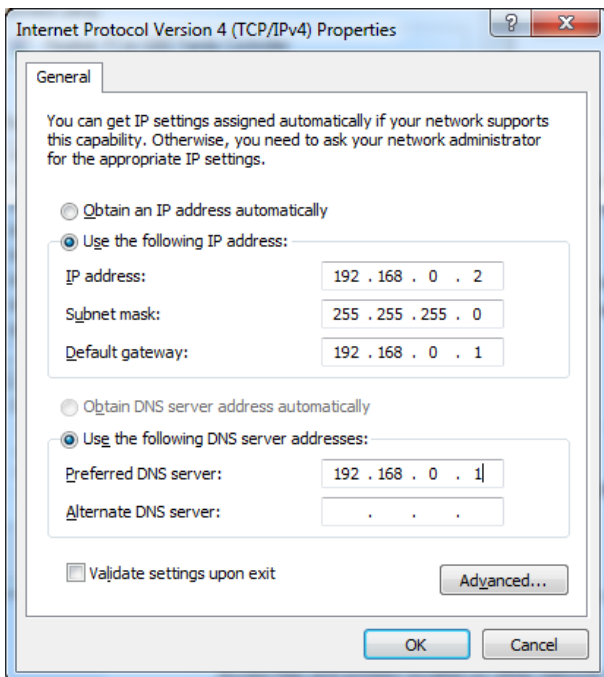 Internet Protocol Version 4 (TCP/IPv4) Properties
General
You can get IP settings assigned automatically if your network supports
this capability. Otherwise, you need to ask your network administrator
for the appropriate IP settings.
Obtain an IP address automatically
Use the following IP address:
IP address: 192 . 168 . 0 . 2
Subnet mask: 255 . 255 . 255 . 0
Default gateway: 192 . 168 . 0 . 1
Obtain DNS server address automatically
Use the following DNS server addresses:
Preferred DNS server: 192 . 168 . 0 . 1
Alternate DNS server: . . .
Validate settings upon exit
Advanced...
OK Cancel